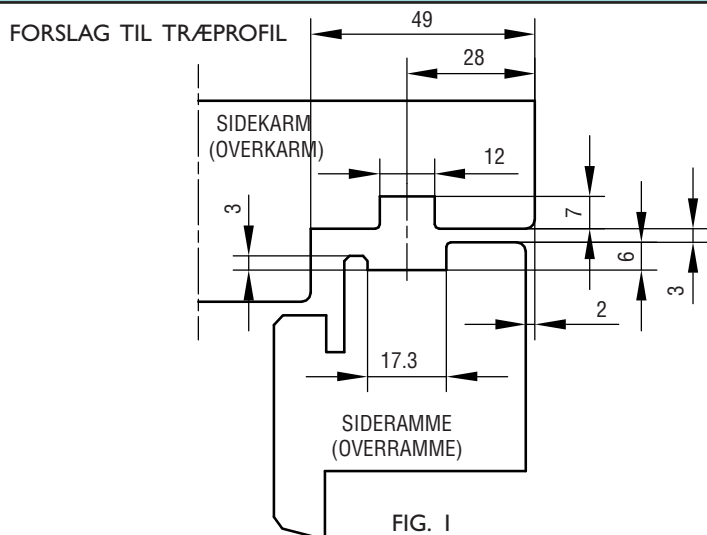 FORSLAG TIL TRÆPROFIL
49
28
SIDEKARM
(OVERKARM)
12
7
3
6
3
2
17.3
SIDERAMME
(OVERRAMME)
FIG. 1